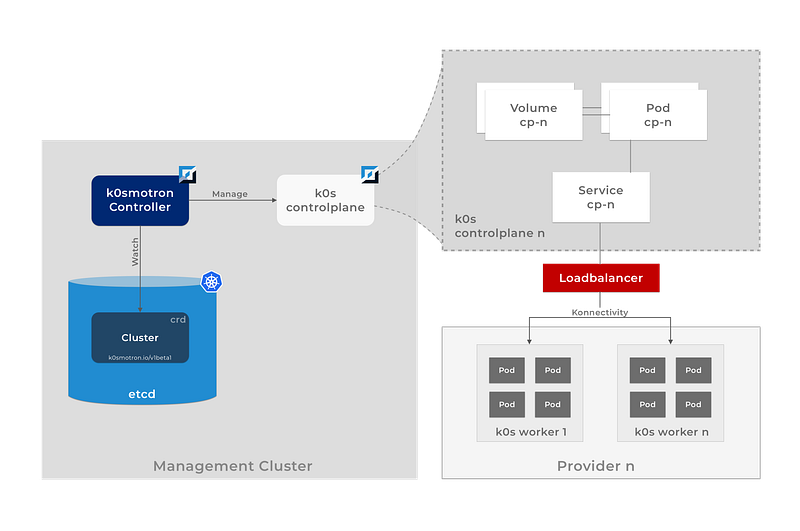 Volume
cp-n
Pod
cp-n
Service
cp-n
k0s
controlplane n
k0smotron
Controller
Manage
k0s
controlplane
Watch
crd
Cluster
k0smotron.io/v1beta1
etcd
Management Cluster
Loadbalancer
Konnectivity
Pod
Pod
Pod
Pod
k0s worker 1
Pod
Pod
Pod
Pod
k0s worker n
Provider n